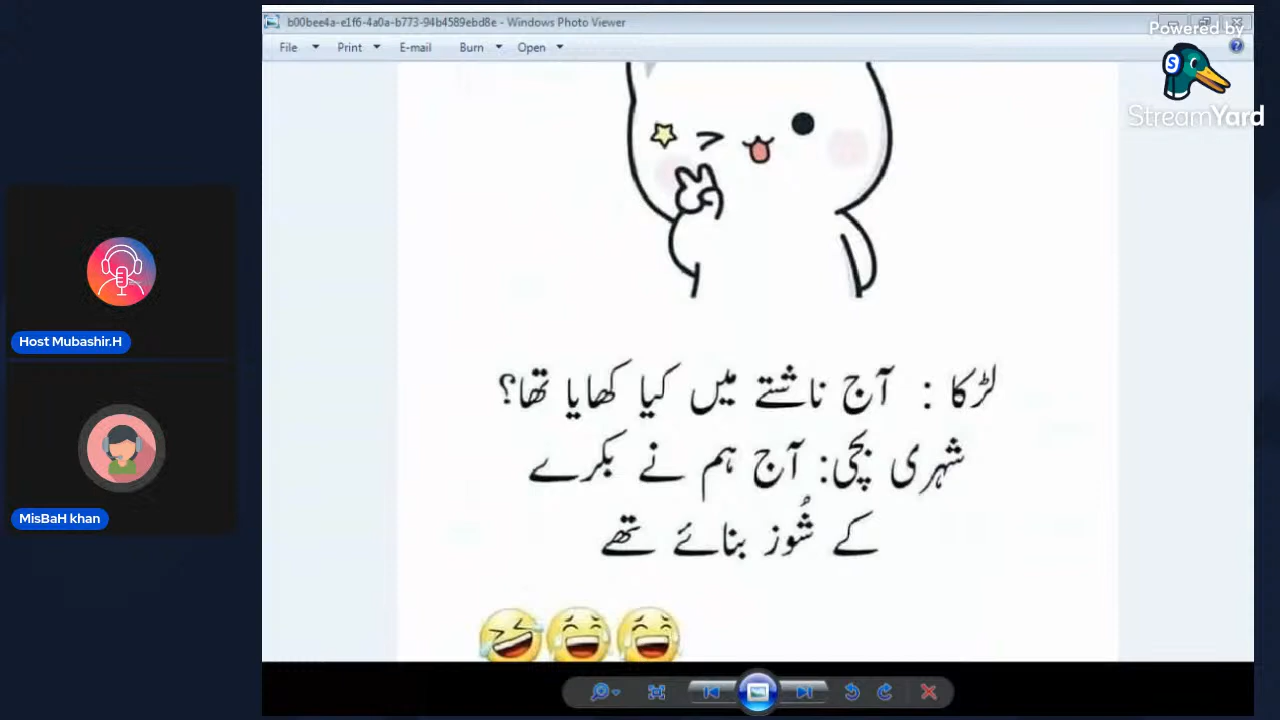 b00bee4a-e1f6-4a0a-b773-94b4589ebd8e - Windows Photo Viewer
File Print E-mail Burn Open
Powered by
StreamYard
لڑکا : آج ناشتے میں کیا کھایا تھا؟
شہری بچی: آج ہم نے بکرے
کے شُوز بنائے تھے
Host Mubashir.H
MisBaH khan